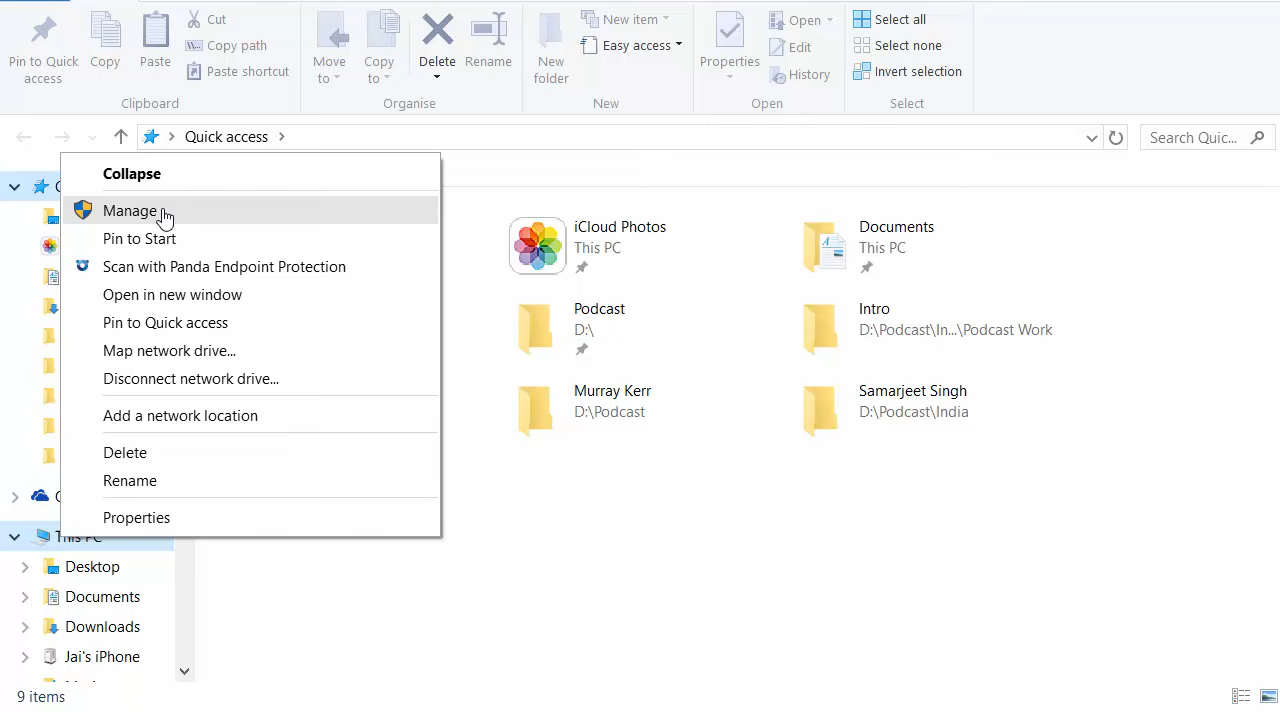 Pin to Quick
access
Copy
Paste
Cut
Copy path
Paste shortcut
Clipboard
Move
to
Copy
to
Delete
Rename
Organise
New
folder
New item
Easy access
New
Properties
Open
Edit
History
Open
Select all
Select none
Invert selection
Select
Quick access
Search Quic...
Collapse
Manage
Pin to Start
Scan with Panda Endpoint Protection
Open in new window
Pin to Quick access
Map network drive...
Disconnect network drive...
Add a network location
Delete
Rename
Properties
This PC
Desktop
Documents
Downloads
Jai's iPhone
iCloud Photos
This PC
Documents
This PC
Podcast
D:\
Intro
D:\Podcast\In...\Podcast Work
Murray Kerr
D:\Podcast
Samarjeet Singh
D:\Podcast\India
9 items